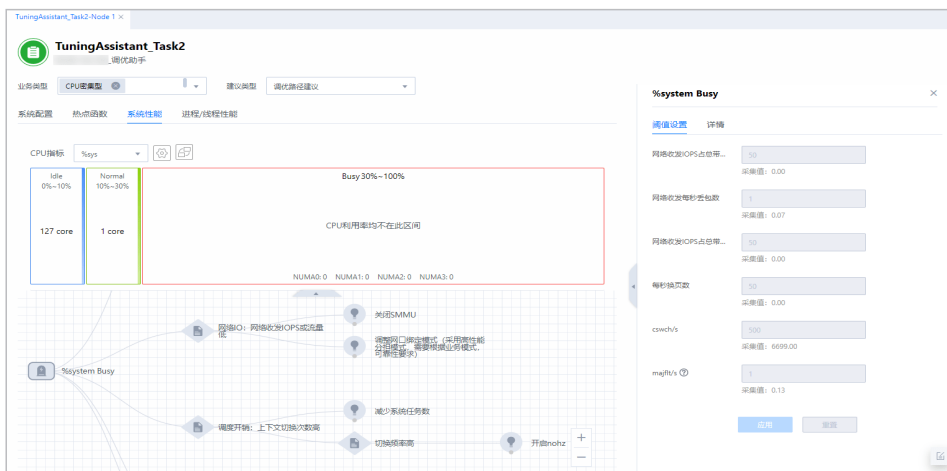 TuningAssistant_Task2-Node 1 ×
TuningAssistant_Task2
_调优助手
业务类型 CPU密集型 建议类型 调优路径建议
系统配置 热点函数 系统性能 进程/线程性能
CPU指标 %sys
Idle
0%~10%
127 core
Normal
10%~30%
1 core
Busy 30%~100%
CPU利用率均不在此区间
NUMA0: 0 NUMA1: 0 NUMA2: 0 NUMA3: 0
%system Busy
网络IO：网络收发IOPS或流量
低
关闭SMMU
调整网口绑定模式（采用高性能
分担模式，需要根据业务模式，
可靠性要求）
调度开销：上下文切换次数高
减少系统任务数
切换频率高
开启nohz
%system Busy ×
阈值设置 详情
网络收发IOPS占总带... 50
采集值：0.00
网络收发每秒丢包数 1
采集值：0.07
网络收发IOPS占总带... 50
采集值：0.00
每秒换页数 50
采集值：0.00
cswch/s 500
采集值：6699.00
majflt/s 1
采集值：0.13
应用 重置